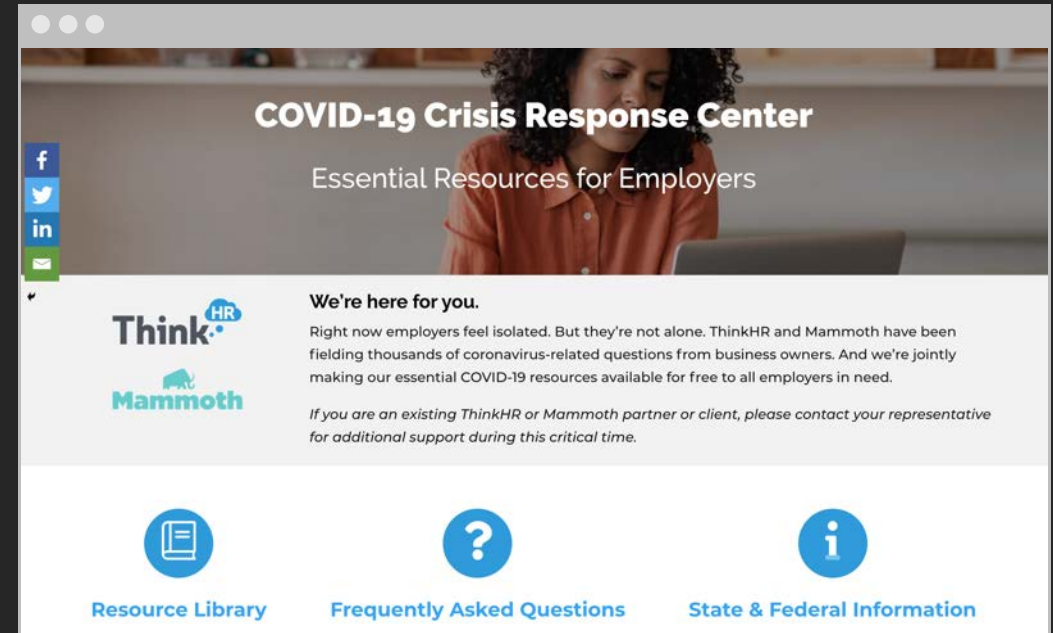 COVID-19 Crisis Response Center
Essential Resources for Employers
f
in
Think HR
Mammoth
We're here for you.
Right now employers feel isolated. But they're not alone. ThinkHR and Mammoth have been
fielding thousands of coronavirus-related questions from business owners. And we're jointly
making our essential COVID-19 resources available for free to all employers in need.
If you are an existing ThinkHR or Mammoth partner or client, please contact your representative
for additional support during this critical time.
?
i
Resource Library
Frequently Asked Questions
State & Federal Information